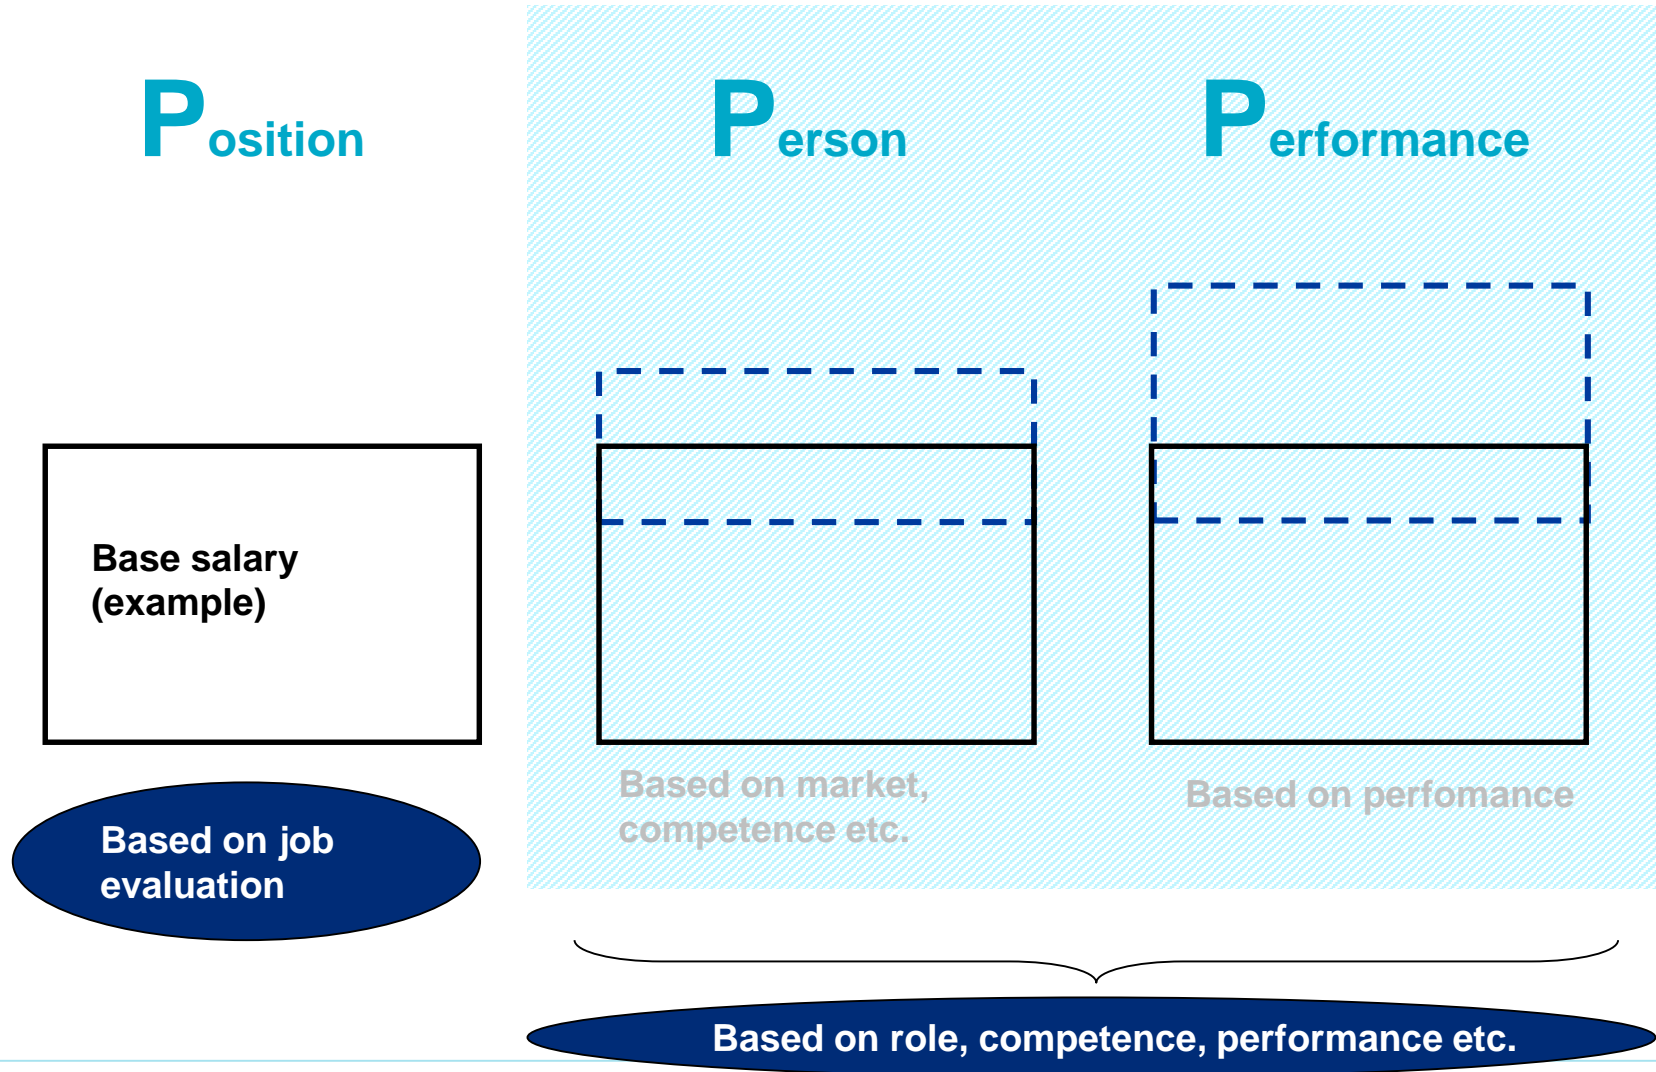 Position
Person
Performance
Base salary
(example)
Based on job
evaluation
Based on market,
competence etc.
Based on perfomance
Based on role, competence, performance etc.